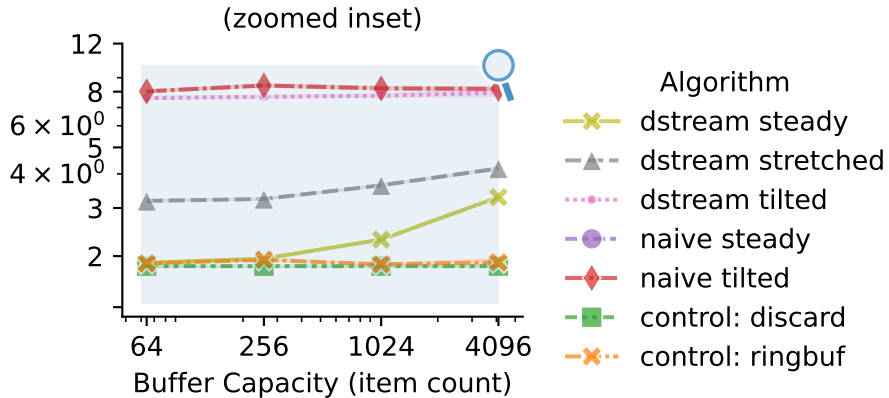 (zoomed inset)
12
8
6 × 10⁰
5
4 × 10⁰
3
2
64 256 1024 4096
Buffer Capacity (item count)
Algorithm
dstream steady
dstream stretched
dstream tilted
naive steady
naive tilted
control: discard
control: ringbuf